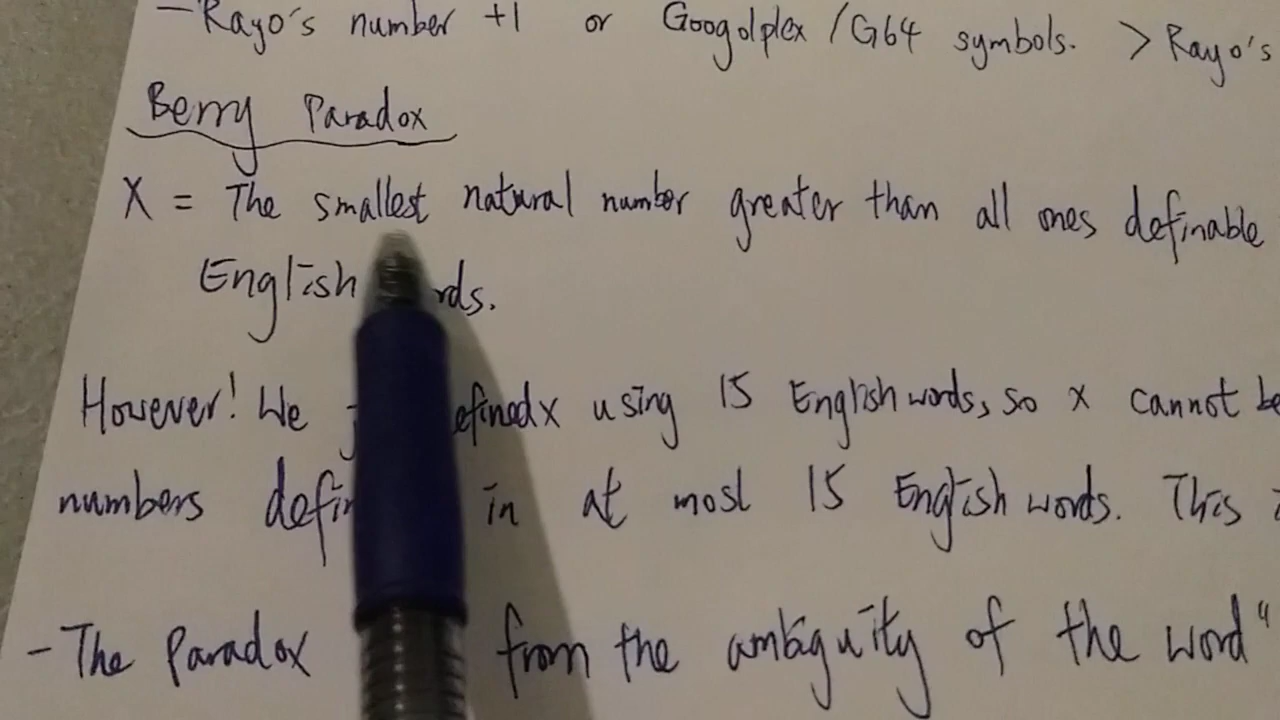 - Rayo's number +1 or Googolplex / G64 symbols. > Rayo's
Berry Paradox
X = The smallest natural number greater than all ones definable
English rds.
However! We efinedx using 15 English words, so x cannot be
numbers defin in at most 15 English words. This
- The Paradox from the ambiguity of the word "